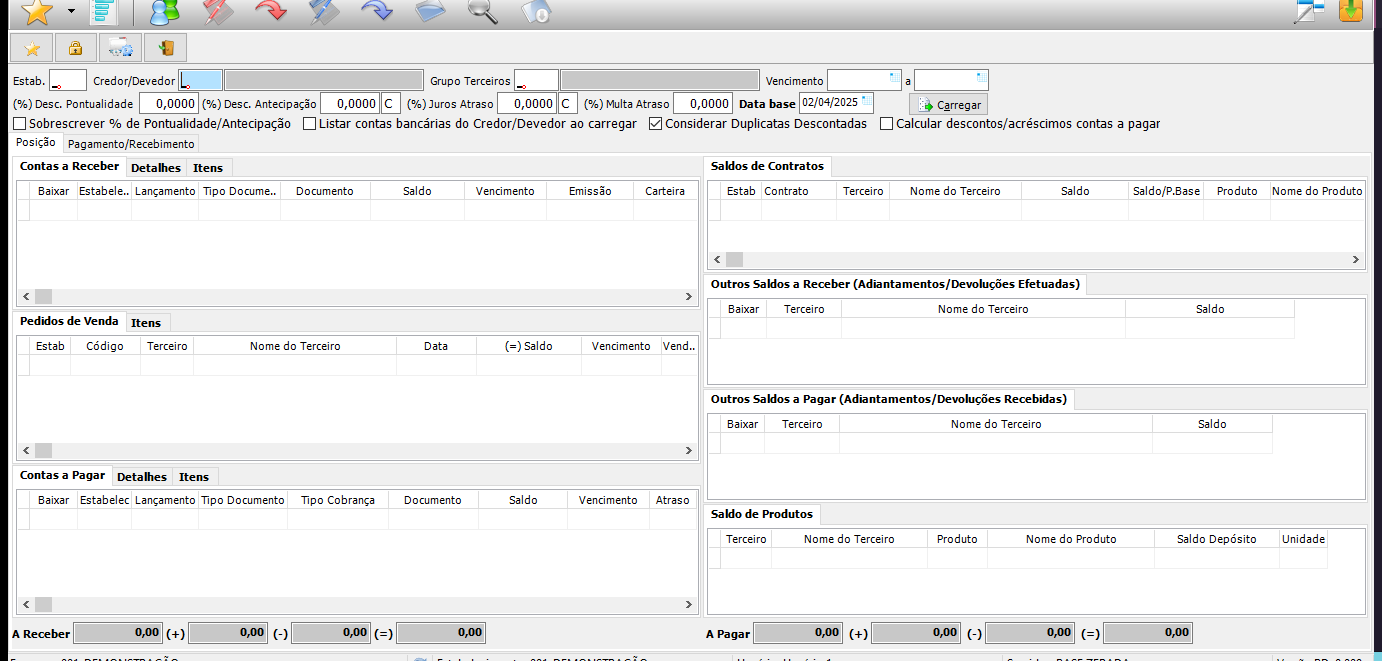 Estab. Credor/Devedor Grupo Terceiros Vencimento a
(%) Desc. Pontualidade 0,0000 (%) Desc. Antecipação 0,0000 C (%) Juros Atraso 0,0000 C (%) Multa Atraso 0,0000 Data base 02/04/2025 Carregar
Sobrescrever % de Pontualidade/Antecipação Listar contas bancárias do Credor/Devedor ao carregar Considerar Duplicatas Descontadas Calcular descontos/acréscimos contas a pagar
Posição Pagamento/Recebimento
Contas a Receber Detalhes Itens
Baixar Estabele.. Lançamento Tipo Docume.. Documento Saldo Vencimento Emissão Carteira
Pedidos de Venda Itens
Estab Código Terceiro Nome do Terceiro Data (=) Saldo Vencimento Vend..
Contas a Pagar Detalhes Itens
Baixar Estabelec Lançamento Tipo Documento Tipo Cobrança Documento Saldo Vencimento Atraso
A Receber 0,00 (+) 0,00 (-) 0,00 (=) 0,00
Saldos de Contratos
Estab Contrato Terceiro Nome do Terceiro Saldo Saldo/P.Base Produto Nome do Produto
Outros Saldos a Receber (Adiantamentos/Devoluções Efetuadas)
Baixar Terceiro Nome do Terceiro Saldo
Outros Saldos a Pagar (Adiantamentos/Devoluções Recebidas)
Baixar Terceiro Nome do Terceiro Saldo
Saldo de Produtos
Terceiro Nome do Terceiro Produto Nome do Produto Saldo Depósito Unidade
A Pagar 0,00 (+) 0,00 (-) 0,00 (=) 0,00